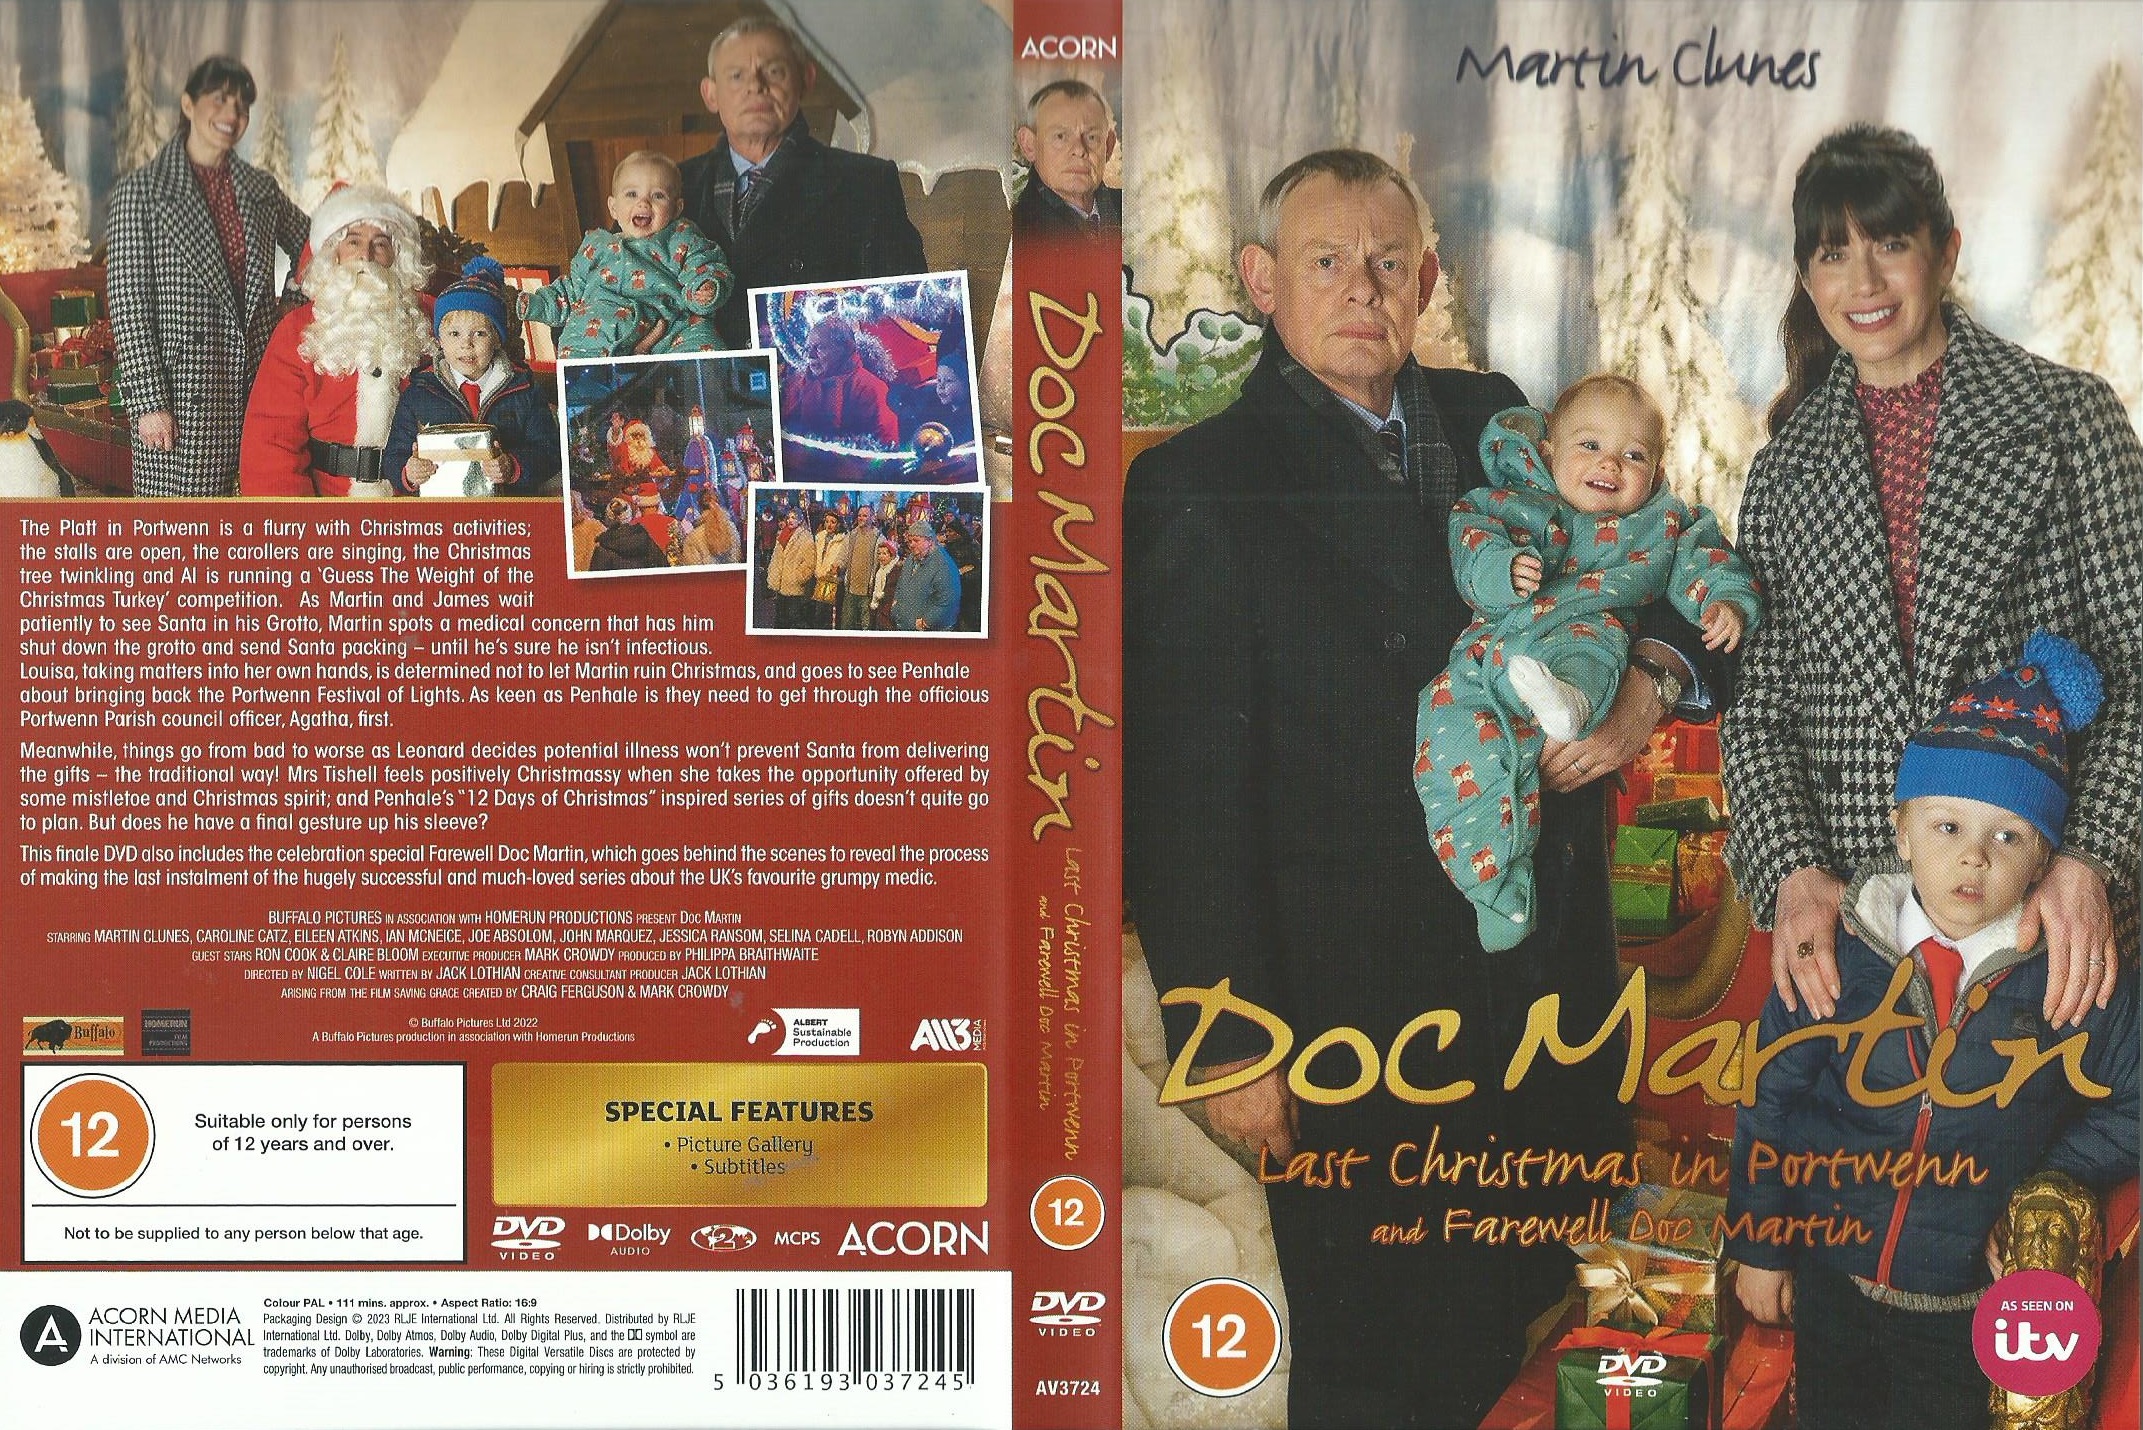 The Platt in Portwenn is a flurry with Christmas activities;
the stalls are open, the carollers are singing, the Christmas
tree twinkling and Al is running a 'Guess The Weight of the
Christmas Turkey' competition. As Martin and James wait
patiently to see Santa in his Grotto, Martin spots a medical concern that has him
shut down the grotto and send Santa packing – until he's sure he isn't infectious.
Louisa, taking matters into her own hands, is determined not to let Martin ruin Christmas, and goes to see Penhale
about bringing back the Portwenn Festival of Lights. As keen as Penhale is they need to get through the officious
Portwenn Parish council officer, Agatha, first.
Meanwhile, things go from bad to worse as Leonard decides potential illness won't prevent Santa from delivering
the gifts – the traditional way! Mrs Tishell feels positively Christmassy when she takes the opportunity offered by
some mistletoe and Christmas spirit; and Penhale's "12 Days of Christmas" inspired series of gifts doesn't quite go
to plan. But does he have a final gesture up his sleeve?
This finale DVD also includes the celebration special Farewell Doc Martin, which goes behind the scenes to reveal the process
of making the last instalment of the hugely successful and much-loved series about the UK's favourite grumpy medic.
BUFFALO PICTURES IN ASSOCIATION WITH HOMERUN PRODUCTIONS PRESENT DOC MARTIN
STARRING MARTIN CLUNES, CAROLINE CATZ, EILEEN ATKINS, IAN MCNEICE, JOE ABSOLOM, JOHN MARQUEZ, JESSICA RANSOM, SELINA CADELL, ROBYN ADDISON
GUEST STARS RON COOK & CLAIRE BLOOM EXECUTIVE PRODUCER MARK CROWDY PRODUCED BY PHILIPPA BRAITHWAITE
DIRECTED BY NIGEL COLE WRITTEN BY JACK LOTHIAN CREATIVE CONSULTANT PRODUCER JACK LOTHIAN
ARISING FROM THE FILM SAVING GRACE CREATED BY CRAIG FERGUSON & MARK CROWDY
Buffalo
HOMERUN
FILM
PRODUCTIONS
© Buffalo Pictures Ltd 2022
A Buffalo Pictures production in association with Homerun Productions
ALBERT
Sustainable
Production
All3
MEDIA
12
Suitable only for persons
of 12 years and over.
Not to be supplied to any person below that age.
SPECIAL FEATURES
• Picture Gallery
• Subtitles
DVD
VIDEO
Dolby
AUDIO
2
MCPS
ACORN
A
ACORN MEDIA
INTERNATIONAL
A division of AMC Networks
Colour PAL • 111 mins. approx. • Aspect Ratio: 16:9
Packaging Design © 2023 RLJE International Ltd. All Rights Reserved. Distributed by RLJE
International Ltd. Dolby, Dolby Atmos, Dolby Audio, Dolby Digital Plus, and the DD symbol are
trademarks of Dolby Laboratories. Warning: These Digital Versatile Discs are protected by
copyright. Any unauthorised broadcast, public performance, copying or hiring is strictly prohibited.
5 036193 037245
ACORN
Doc Martin
Last Christmas in Portwenn
and Farewell Doc Martin
12
DVD
VIDEO
AV3724
Martin Clunes
Doc Martin
Last Christmas in Portwenn
and Farewell Doc Martin
12
DVD
VIDEO
AS SEEN ON
itv